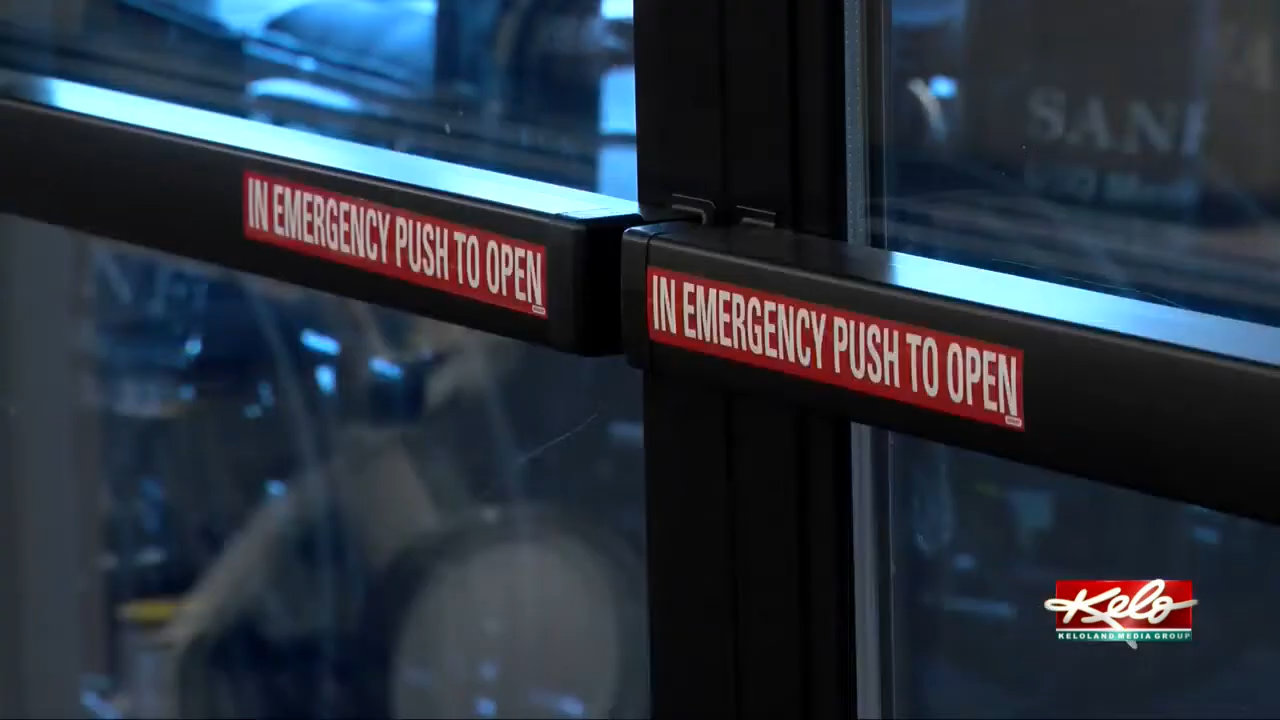 IN EMERGENCY PUSH TO OPEN
IN EMERGENCY PUSH TO OPEN
Kelo
KELOLAND MEDIA GROUP